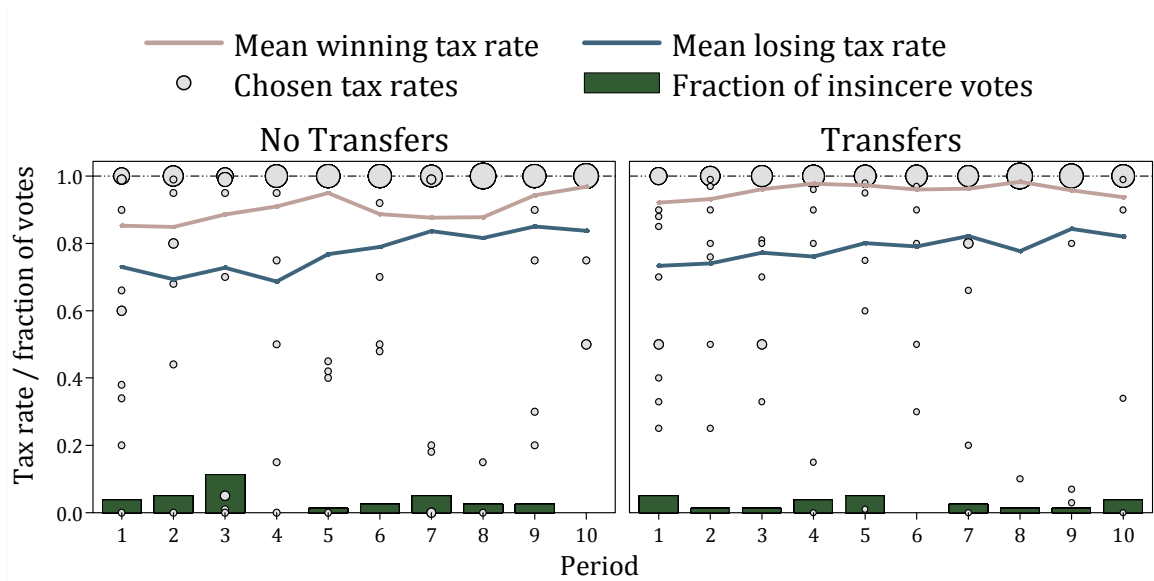 Mean winning tax rate
Mean losing tax rate
Chosen tax rates
Fraction of insincere votes
No Transfers
Transfers
Tax rate / fraction of votes
1.0
0.8
0.6
0.4
0.2
0.0
1 2 3 4 5 6 7 8 9 10
1 2 3 4 5 6 7 8 9 10
Period